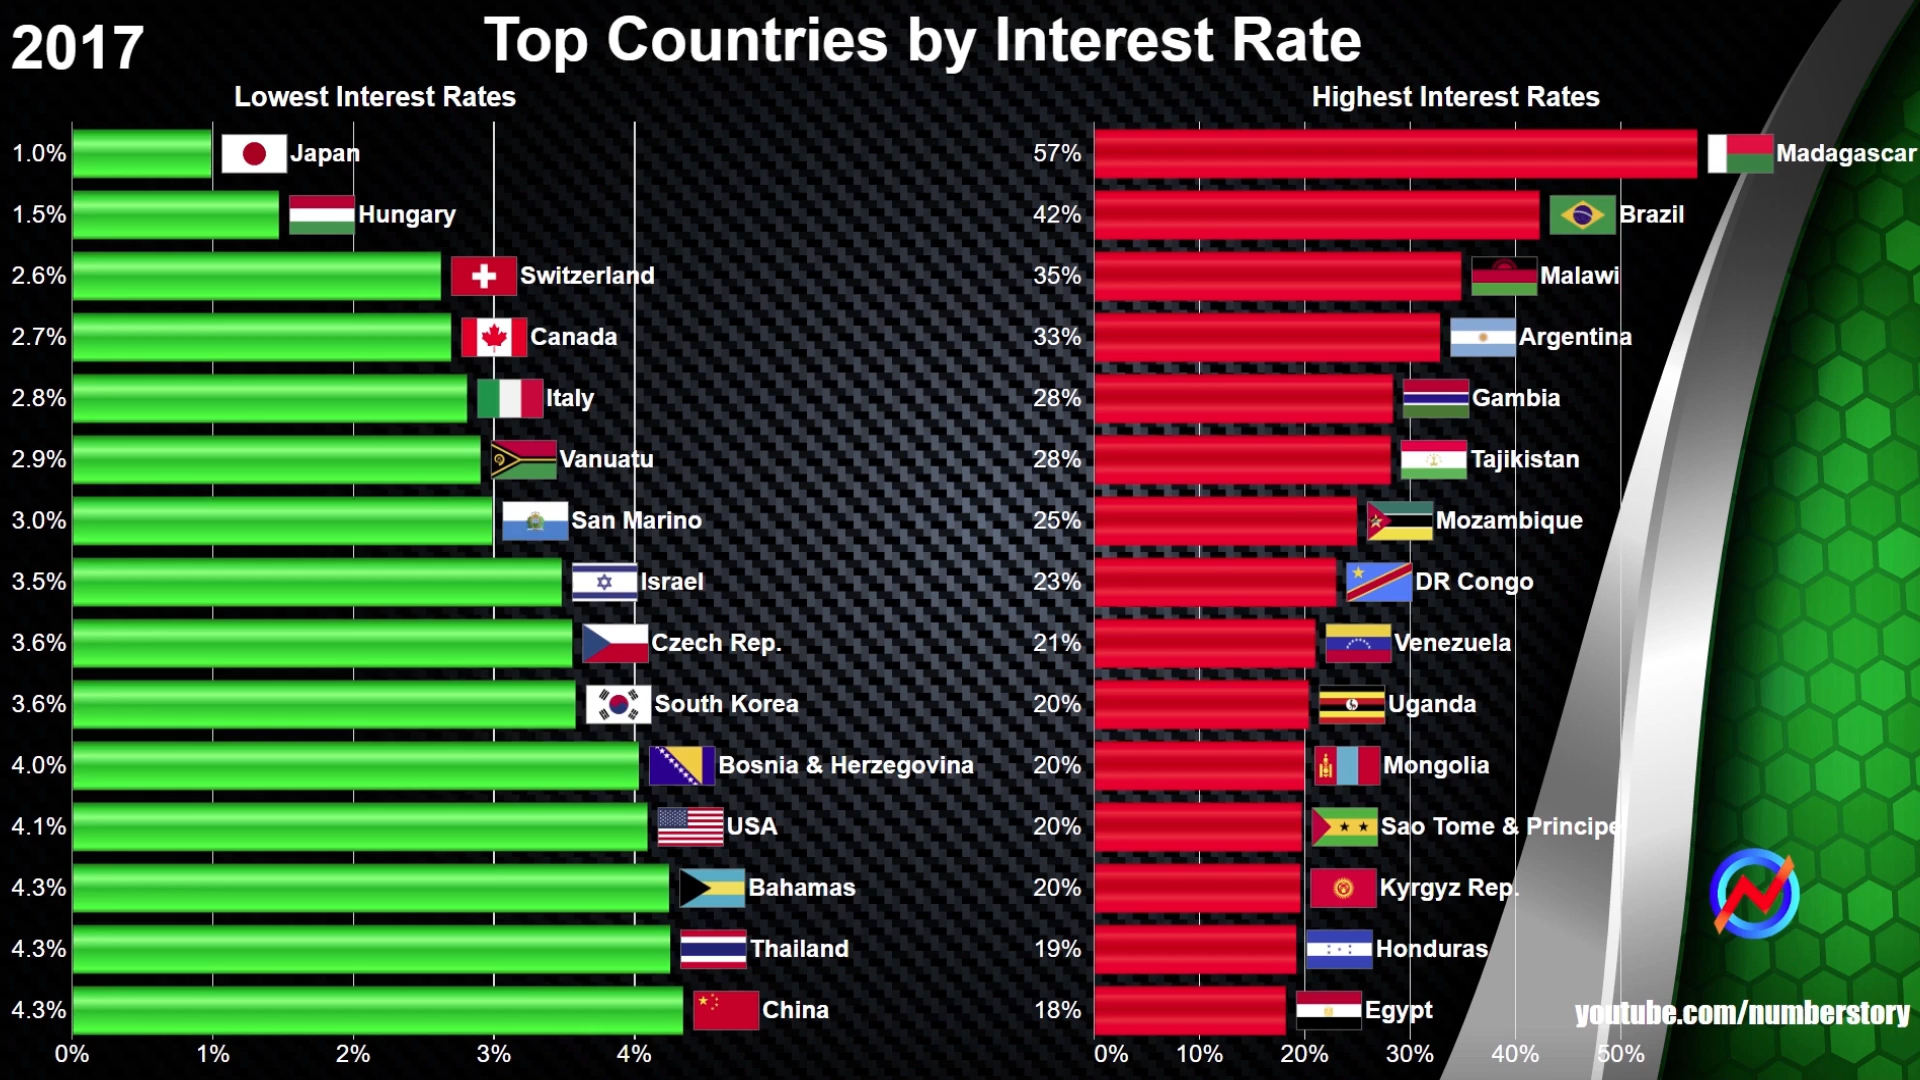 2017
Top Countries by Interest Rate
Lowest Interest Rates
1.0% Japan
1.5% Hungary
2.6% Switzerland
2.7% Canada
2.8% Italy
2.9% Vanuatu
3.0% San Marino
3.5% Israel
3.6% Czech Rep.
3.6% South Korea
4.0% Bosnia & Herzegovina
4.1% USA
4.3% Bahamas
4.3% Thailand
4.3% China
0% 1% 2% 3% 4%
Highest Interest Rates
57% Madagascar
42% Brazil
35% Malawi
33% Argentina
28% Gambia
28% Tajikistan
25% Mozambique
23% DR Congo
21% Venezuela
20% Uganda
20% Mongolia
20% Sao Tome & Principe
20% Kyrgyz Rep.
19% Honduras
18% Egypt
0% 10% 20% 30% 40% 50%
youtube.com/numberstory